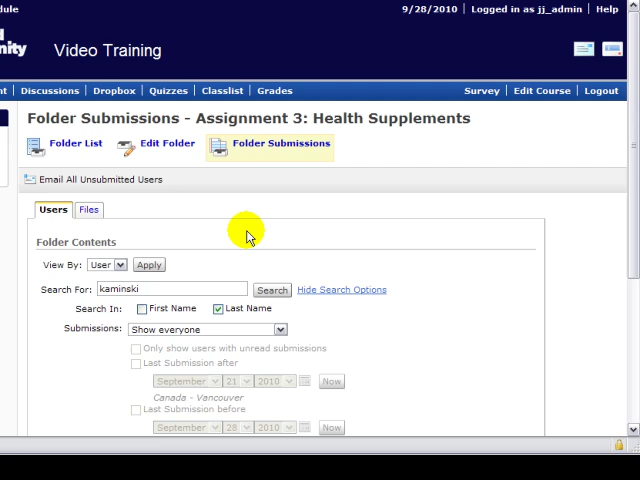 dule 9/28/2010 Logged in as jj_admin Help
d
nity Video Training
nt Discussions Dropbox Quizzes Classlist Grades Survey Edit Course Logout
Folder Submissions - Assignment 3: Health Supplements
Folder List Edit Folder Folder Submissions
Email All Unsubmitted Users
Users Files
Folder Contents
View By: User Apply
Search For: kaminski Search Hide Search Options
Search In: First Name Last Name
Submissions: Show everyone
Only show users with unread submissions
Last Submission after
September 21 2010 Now
Canada - Vancouver
Last Submission before
September 28 2010 Now